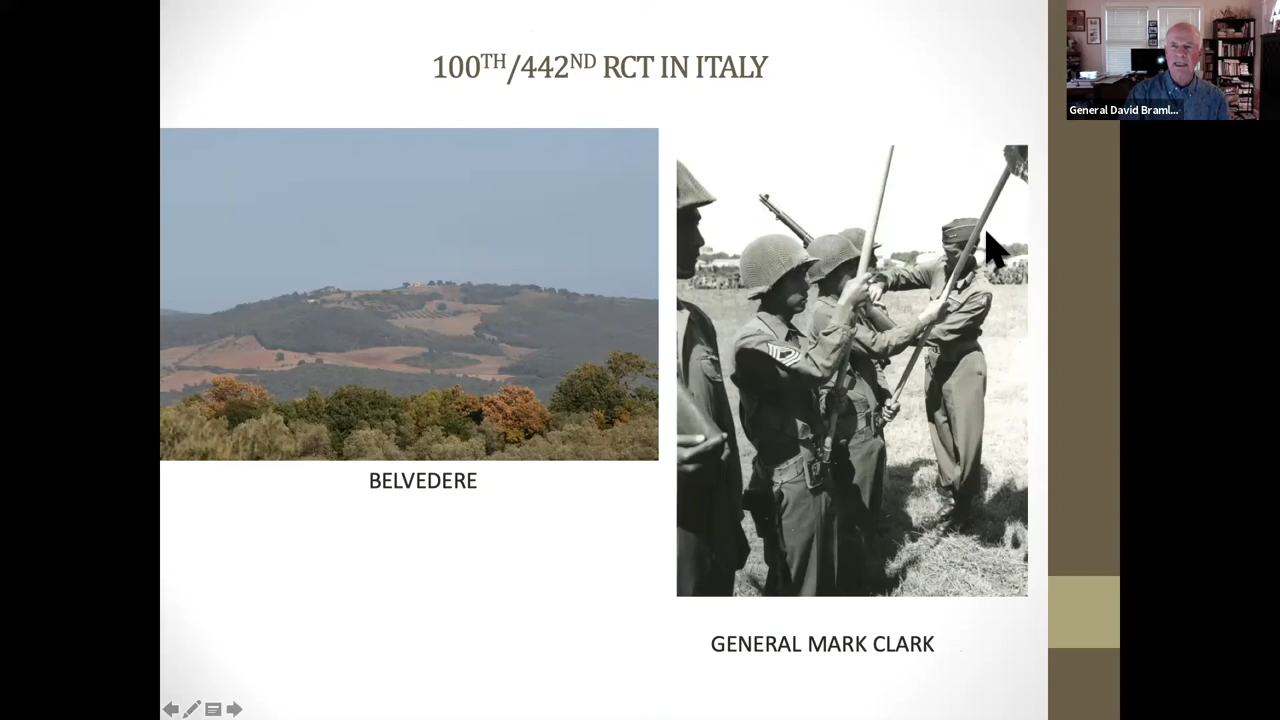 100TH/442ND RCT IN ITALY
General David Braml...
BELVEDERE
GENERAL MARK CLARK